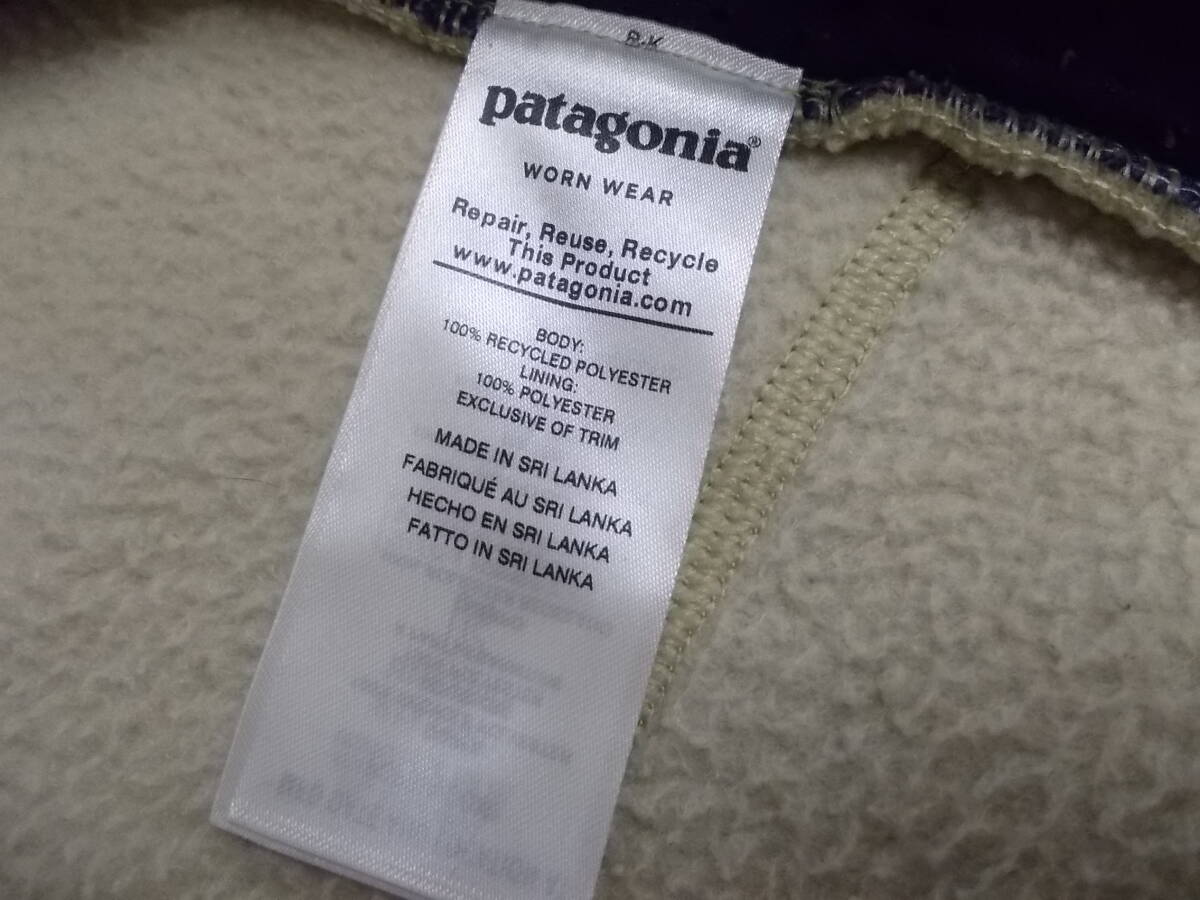 patagonia®
WORN WEAR
Repair, Reuse, Recycle
This Product
www.patagonia.com
BODY:
100% RECYCLED POLYESTER
LINING:
100% POLYESTER
EXCLUSIVE OF TRIM
MADE IN SRI LANKA
FABRIQUÉ AU SRI LANKA
HECHO EN SRI LANKA
FATTO IN SRI LANKA